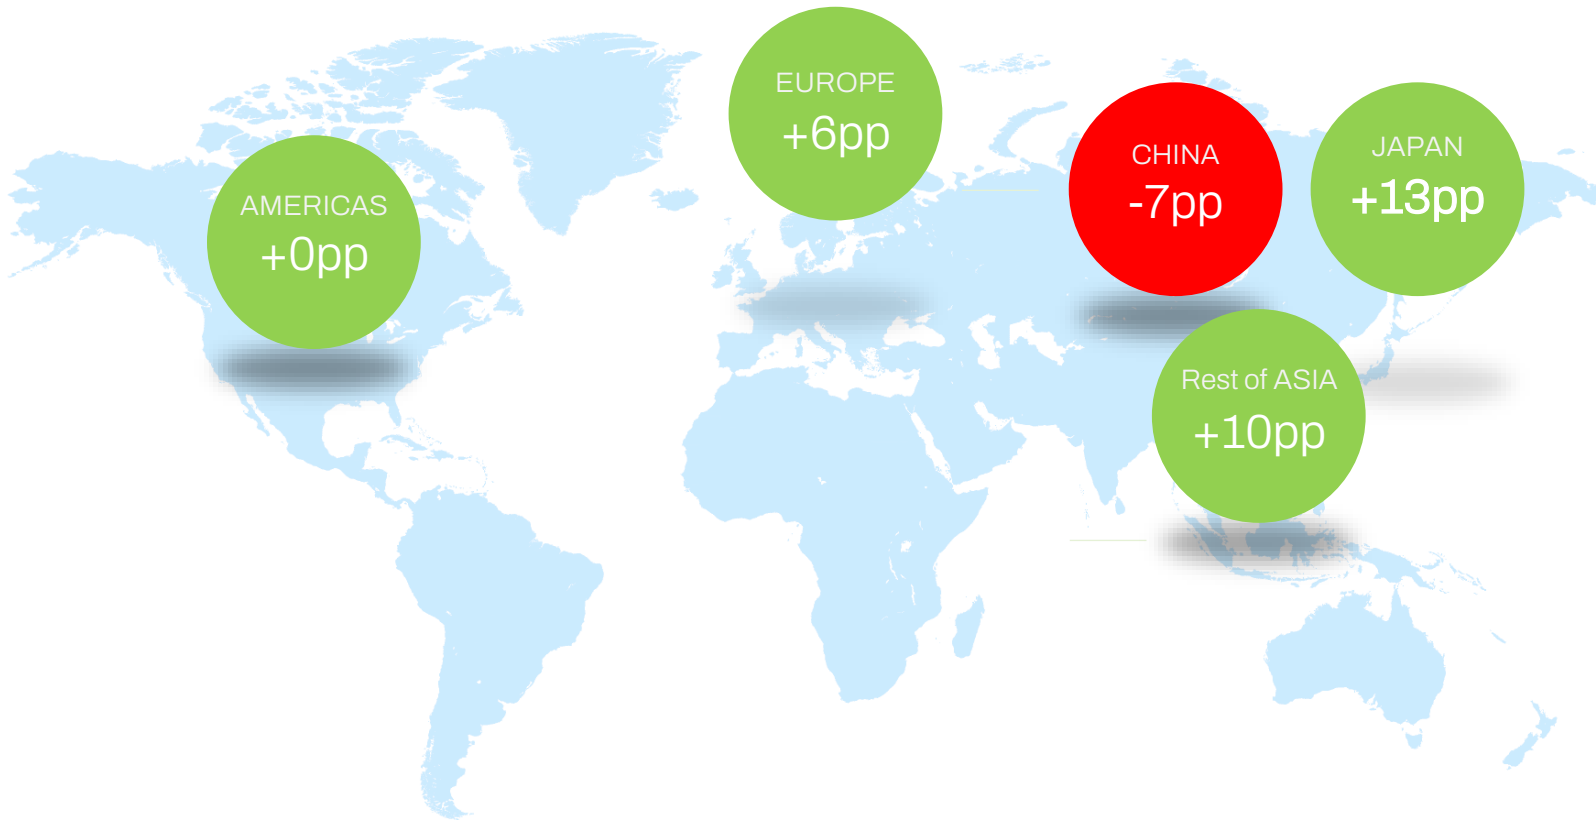 EUROPE
+6pp
CHINA
-7pp
JAPAN
+13pp
AMERICAS
+0pp
Rest of ASIA
+10pp